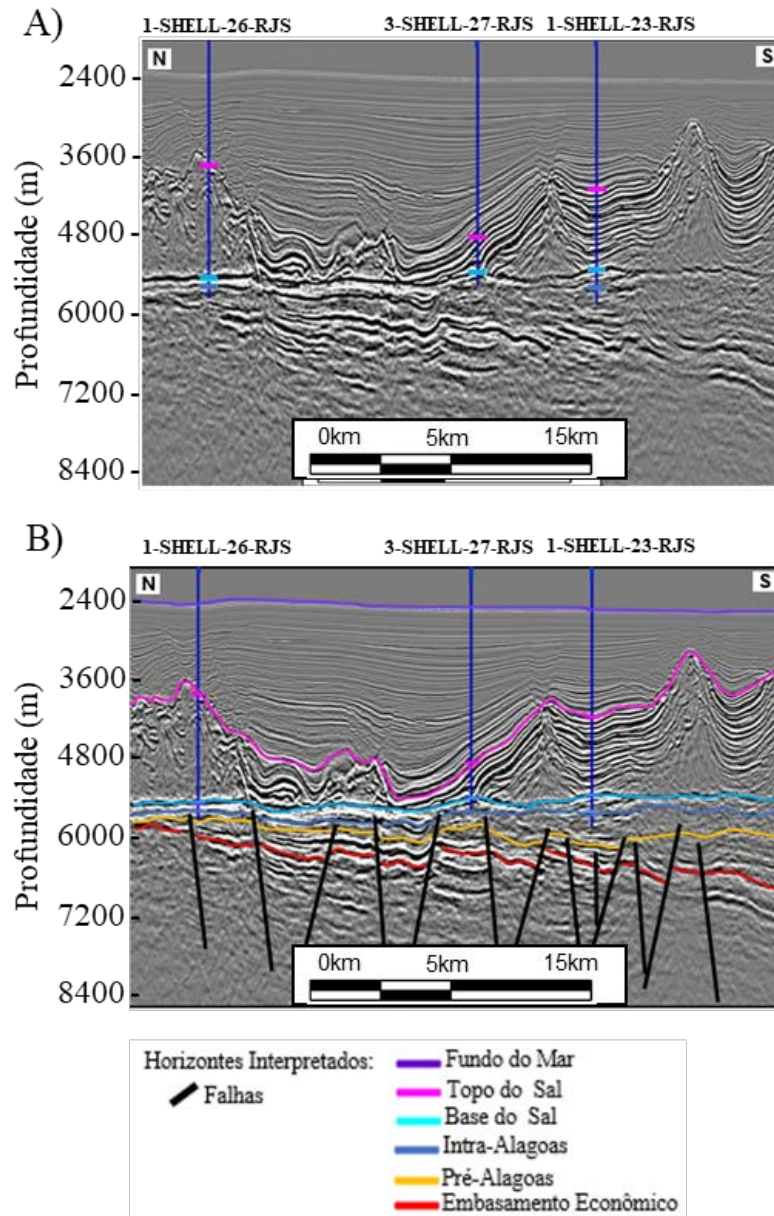 A)
1-SHELL-26-RJS 3-SHELL-27-RJS 1-SHELL-23-RJS
N S
2400
3600
4800
6000
7200
8400
Profundidade (m)
0km 5km 15km
B)
1-SHELL-26-RJS 3-SHELL-27-RJS 1-SHELL-23-RJS
N S
2400
3600
4800
6000
7200
8400
Profundidade (m)
0km 5km 15km
Horizontes Interpretados:
Falhas
Fundo do Mar
Topo do Sal
Base do Sal
Intra-Alagoas
Pré-Alagoas
Embasamento Econômico